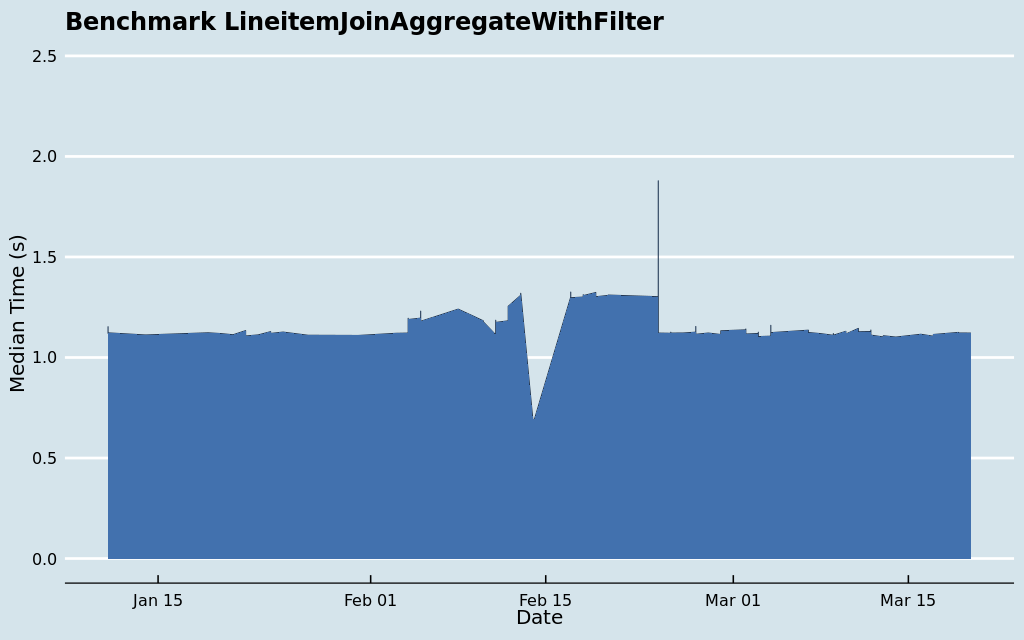 Benchmark LineitemJoinAggregateWithFilter
2.5
2.0
1.5
1.0
0.5
0.0
Median Time (s)
Jan 15
Feb 01
Feb 15
Mar 01
Mar 15
Date